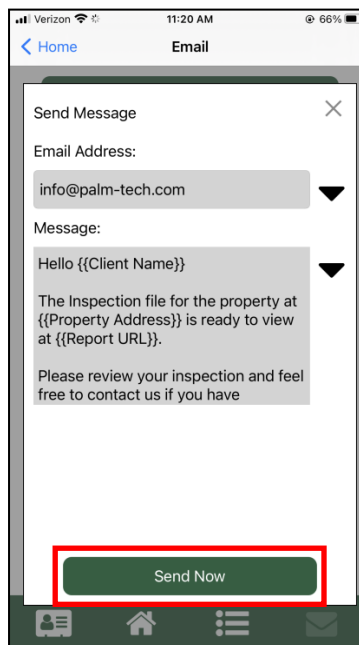 Verizon 11:20 AM 66%
Home Email
Send Message
Email Address:
info@palm-tech.com
Message:
Hello {{Client Name}}
The Inspection file for the property at
{{Property Address}} is ready to view
at {{Report URL}}.
Please review your inspection and feel
free to contact us if you have
Send Now